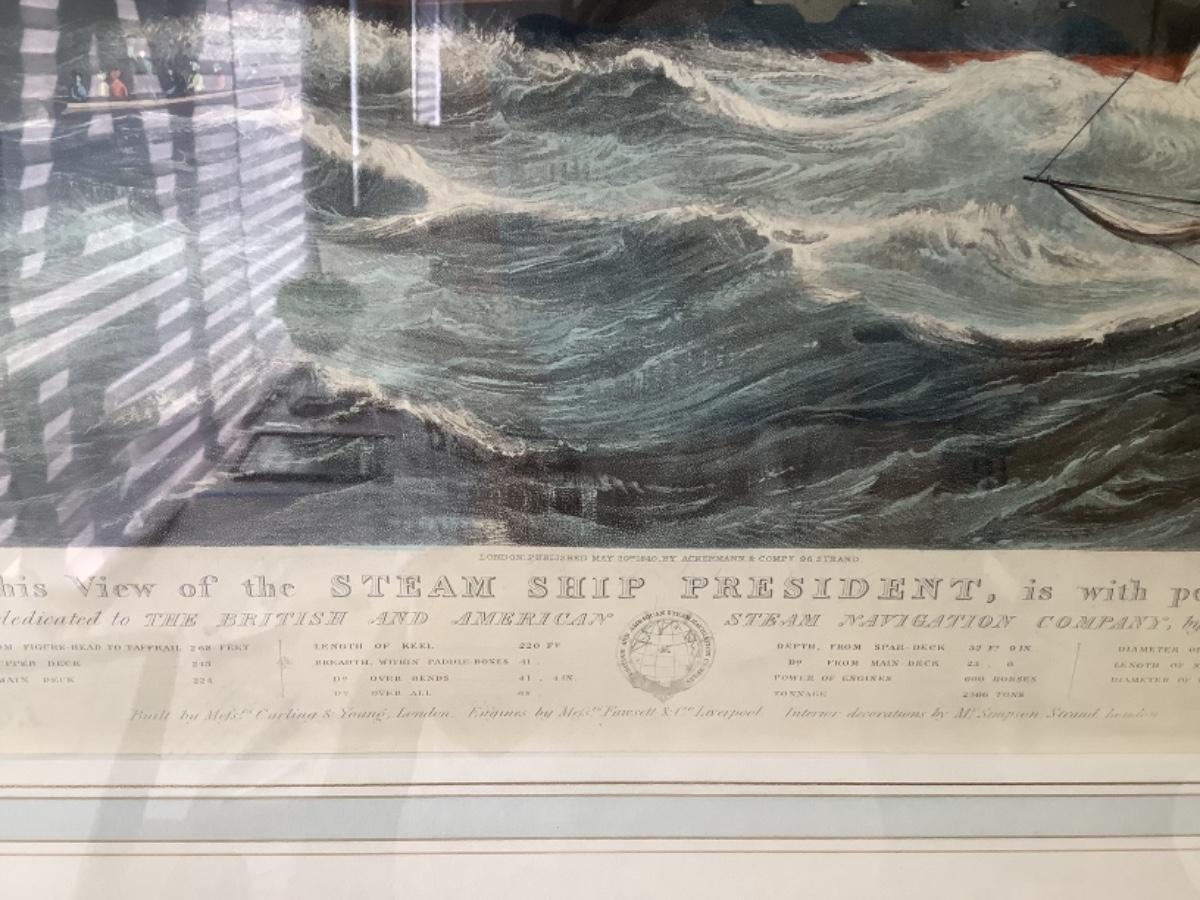 LONDON. PUBLISHED MAY 20TH 1840, BY ACKERMANN & COMPY 96 STRAND.
his View of the STEAM SHIP PRESIDENT, is with pe
dedicated to THE BRITISH AND AMERICAN STEAM NAVIGATION COMPANY, by
OM FIGURE-HEAD TO TAFFRAIL 268 FEET LENGTH OF KEEL 220 FT DEPTH, FROM SPAR-DECK 32 FT 9 IN. DIAMETER OF
UPPER DECK 243 BREADTH, WITHIN PADDLE-BOXES 41 . DO FROM MAIN-DECK 23 . 6 LENGTH OF
MAIN DECK 224 DO OVER BENDS 41 . 4 IN. POWER OF ENGINES 600 HORSES DIAMETER OF
DO OVER ALL TONNAGE 2366 TONS
Built by Messrs Curling & Young, London. Engines by Messrs Fawsett & Co Liverpool. Interior decorations by Mr Simpson, Strand, London